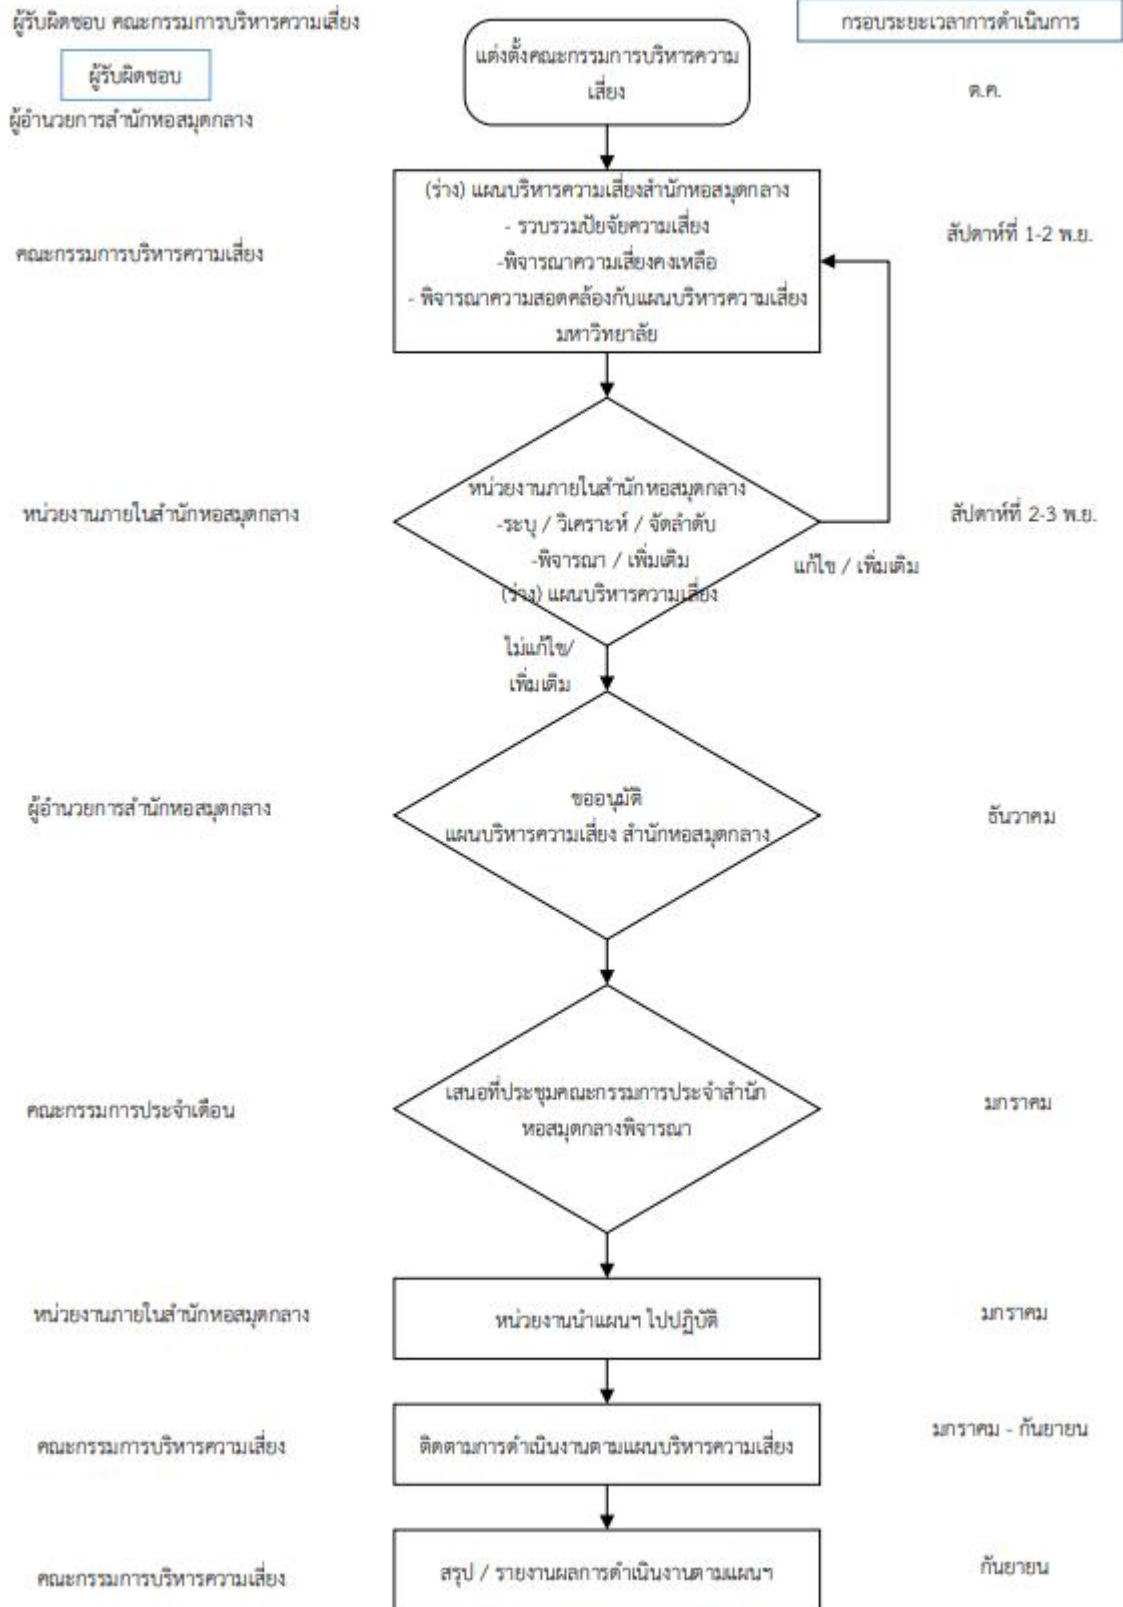 ผู้รับผิดชอบ คณะกรรมการบริหารความเสี่ยง
กรอบระยะเวลาการดำเนินการ
ผู้รับผิดชอบ
แต่งตั้งคณะกรรมการบริหารความ
เสี่ยง
ต.ค.
ผู้อำนวยการสำนักหอสมุดกลาง
(ร่าง) แผนบริหารความเสี่ยงสำนักหอสมุดกลาง
- รวบรวมปัยจัยความเสี่ยง
-พิจารณาความเสี่ยงคงเหลือ
- พิจารณาความสอดคล้องกับแผนบริหารความเสี่ยง
มหาวิทยาลัย
คณะกรรมการบริหารความเสี่ยง
สัปดาห์ที่ 1-2 พ.ย.
หน่วยงานภายในสำนักหอสมุดกลาง
หน่วยงานภายในสำนักหอสมุดกลาง
-ระบุ / วิเคราะห์ / จัดลำดับ
-พิจารณา / เพิ่มเติม
(ร่าง) แผนบริหารความเสี่ยง
สัปดาห์ที่ 2-3 พ.ย.
แก้ไข / เพิ่มเติม
ไม่แก้ไข/
เพิ่มเติม
ผู้อำนวยการสำนักหอสมุดกลาง
ขออนุมัติ
แผนบริหารความเสี่ยง สำนักหอสมุดกลาง
ธันวาคม
คณะกรรมการประจำเดือน
เสนอที่ประชุมคณะกรรมการประจำสำนัก
หอสมุดกลางพิจารณา
มกราคม
หน่วยงานภายในสำนักหอสมุดกลาง
หน่วยงานนำแผนฯ ไปปฏิบัติ
มกราคม
คณะกรรมการบริหารความเสี่ยง
ติดตามการดำเนินงานตามแผนบริหารความเสี่ยง
มกราคม - กันยายน
คณะกรรมการบริหารความเสี่ยง
สรุป / รายงานผลการดำเนินงานตามแผนฯ
กันยายน